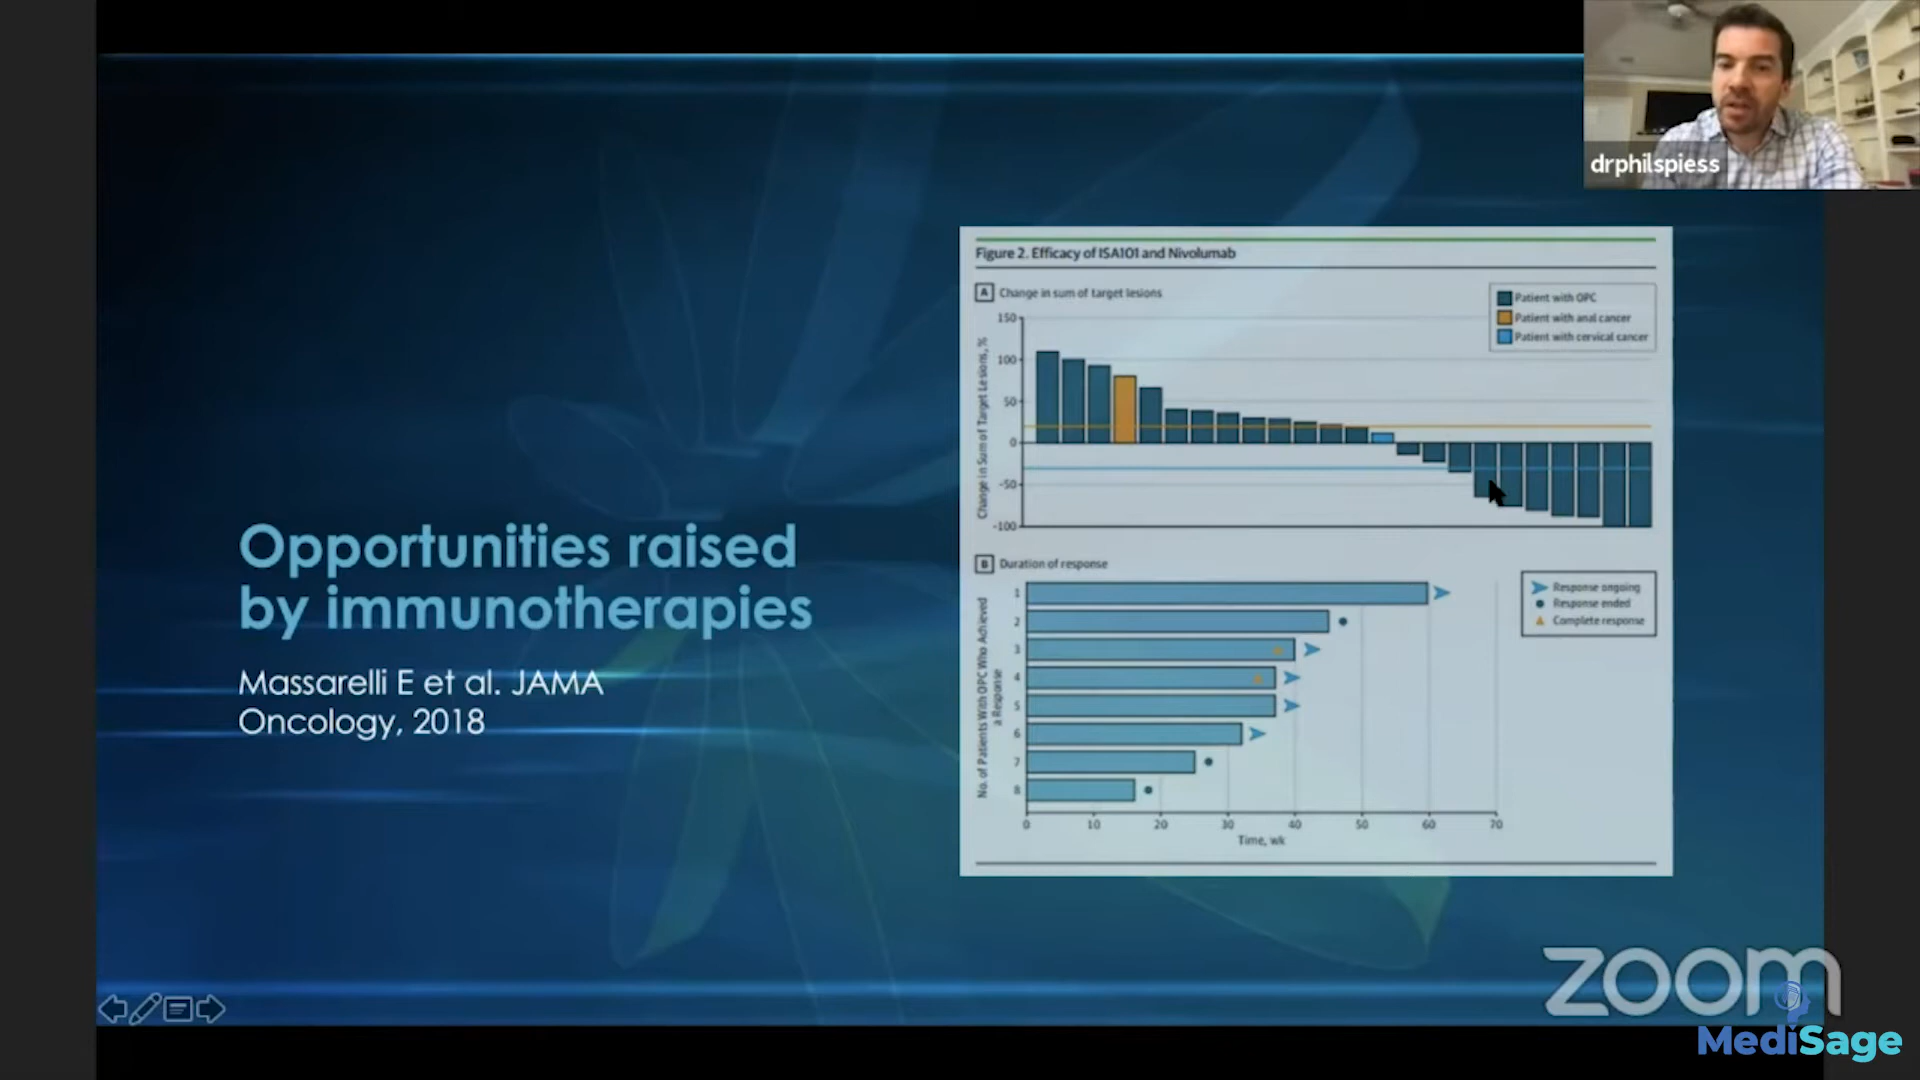 drphilspiess
Opportunities raised
by immunotherapies
Massarelli E et al. JAMA
Oncology, 2018
Figure 2. Efficacy of ISA101 and Nivolumab
A Change in sum of target lesions
Patient with OPC
Patient with anal cancer
Patient with cervical cancer
Change in Sum of Target Lesions, %
150
100
50
0
-50
-100
B Duration of response
Response ongoing
Response ended
Complete response
No. of Patients With OPC Who Achieved
a Response
1
2
3
4
5
6
7
8
0 10 20 30 40 50 60 70
Time, wk
zoom
MediSage